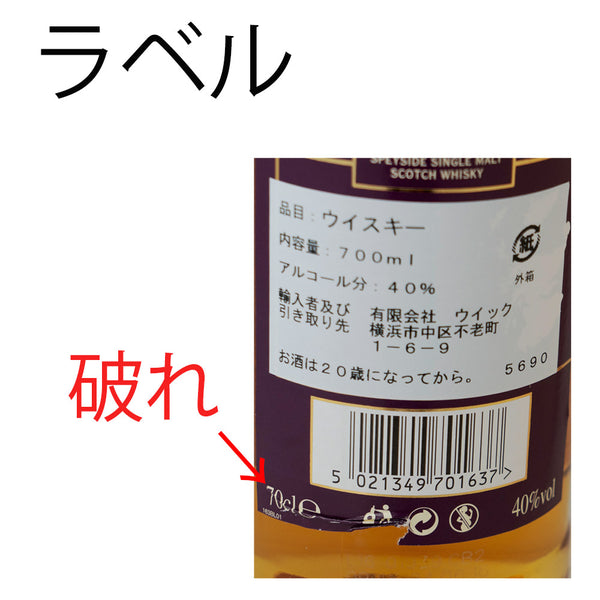 ラベル
SPEYSIDE SINGLE MALT
SCOTCH WHISKY
品目：ウイスキー
内容量：700ml
アルコール分：40%
輸入者及び 有限会社 ウイック
引き取り先 横浜市中区不老町
1-6-9
紙
外箱
お酒は20歳になってから。
5690
破れ
5 021349 701637>
70cl e
40%vol